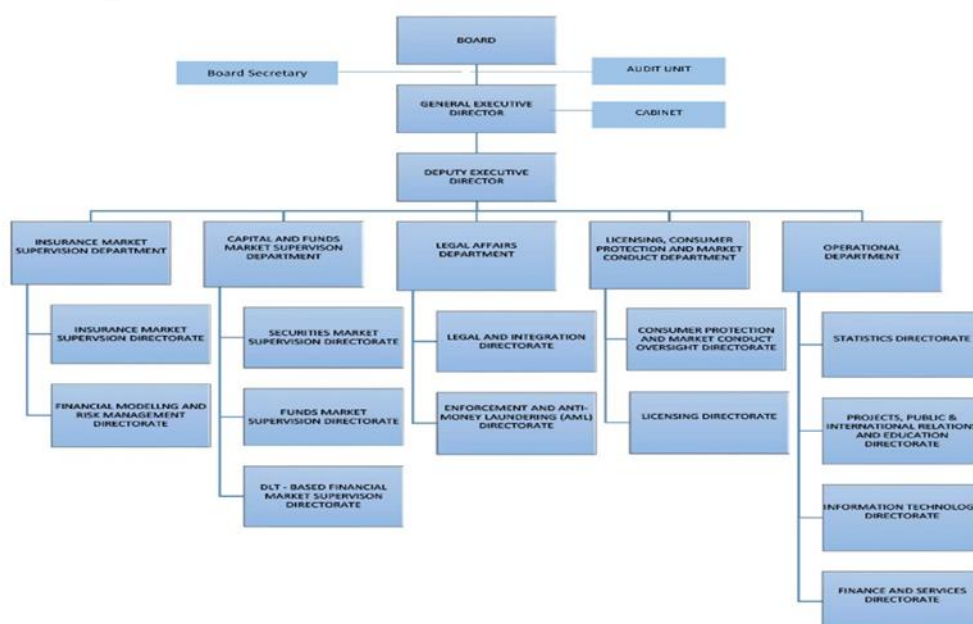 BOARD
Board Secretary
AUDIT UNIT
GENERAL EXECUTIVE
DIRECTOR
CABINET
DEPUTY EXECUTIVE
DIRECTOR
INSURANCE MARKET
SUPERVISION DEPARTMENT
CAPITAL AND FUNDS
MARKET SUPERVISON
DEPARTMENT
LEGAL AFFAIRS
DEPARTMENT
LICENSING, CONSUMER
PROTECTION AND MARKET
CONDUCT DEPARTMENT
OPERATIONAL
DEPARTMENT
INSURANCE MARKET
SUPERVSION DIRECTORATE
FINANCIAL MODELLNG AND
RISK MANAGEMENT
DIRECTORATE
SECURITIES MARKET
SUPERVISION DIRECTORATE
FUNDS MARKET
SUPERVISION DIRECTORATE
DLT - BASED FINANCIAL
MARKET SUPERVISON
DIRECTORATE
LEGAL AND INTEGRATION
DIRECTORATE
ENFORCEMENT AND ANTI-
MONEY LAUNDERING (AML)
DIRECTORATE
CONSUMER PROTECTION
AND MARKET CONDUCT
OVERSIGHT DIRECTORATE
LICENSING DIRECTORATE
STATISTICS DIRECTORATE
PROJECTS, PUBLIC &
INTERNATIONAL RELATIONS
AND EDUCATION
DIRECTORATE
INFORMATION TECHNOLOG
DIRECTORATE
FINANCE AND SERVICES
DIRECTORATE